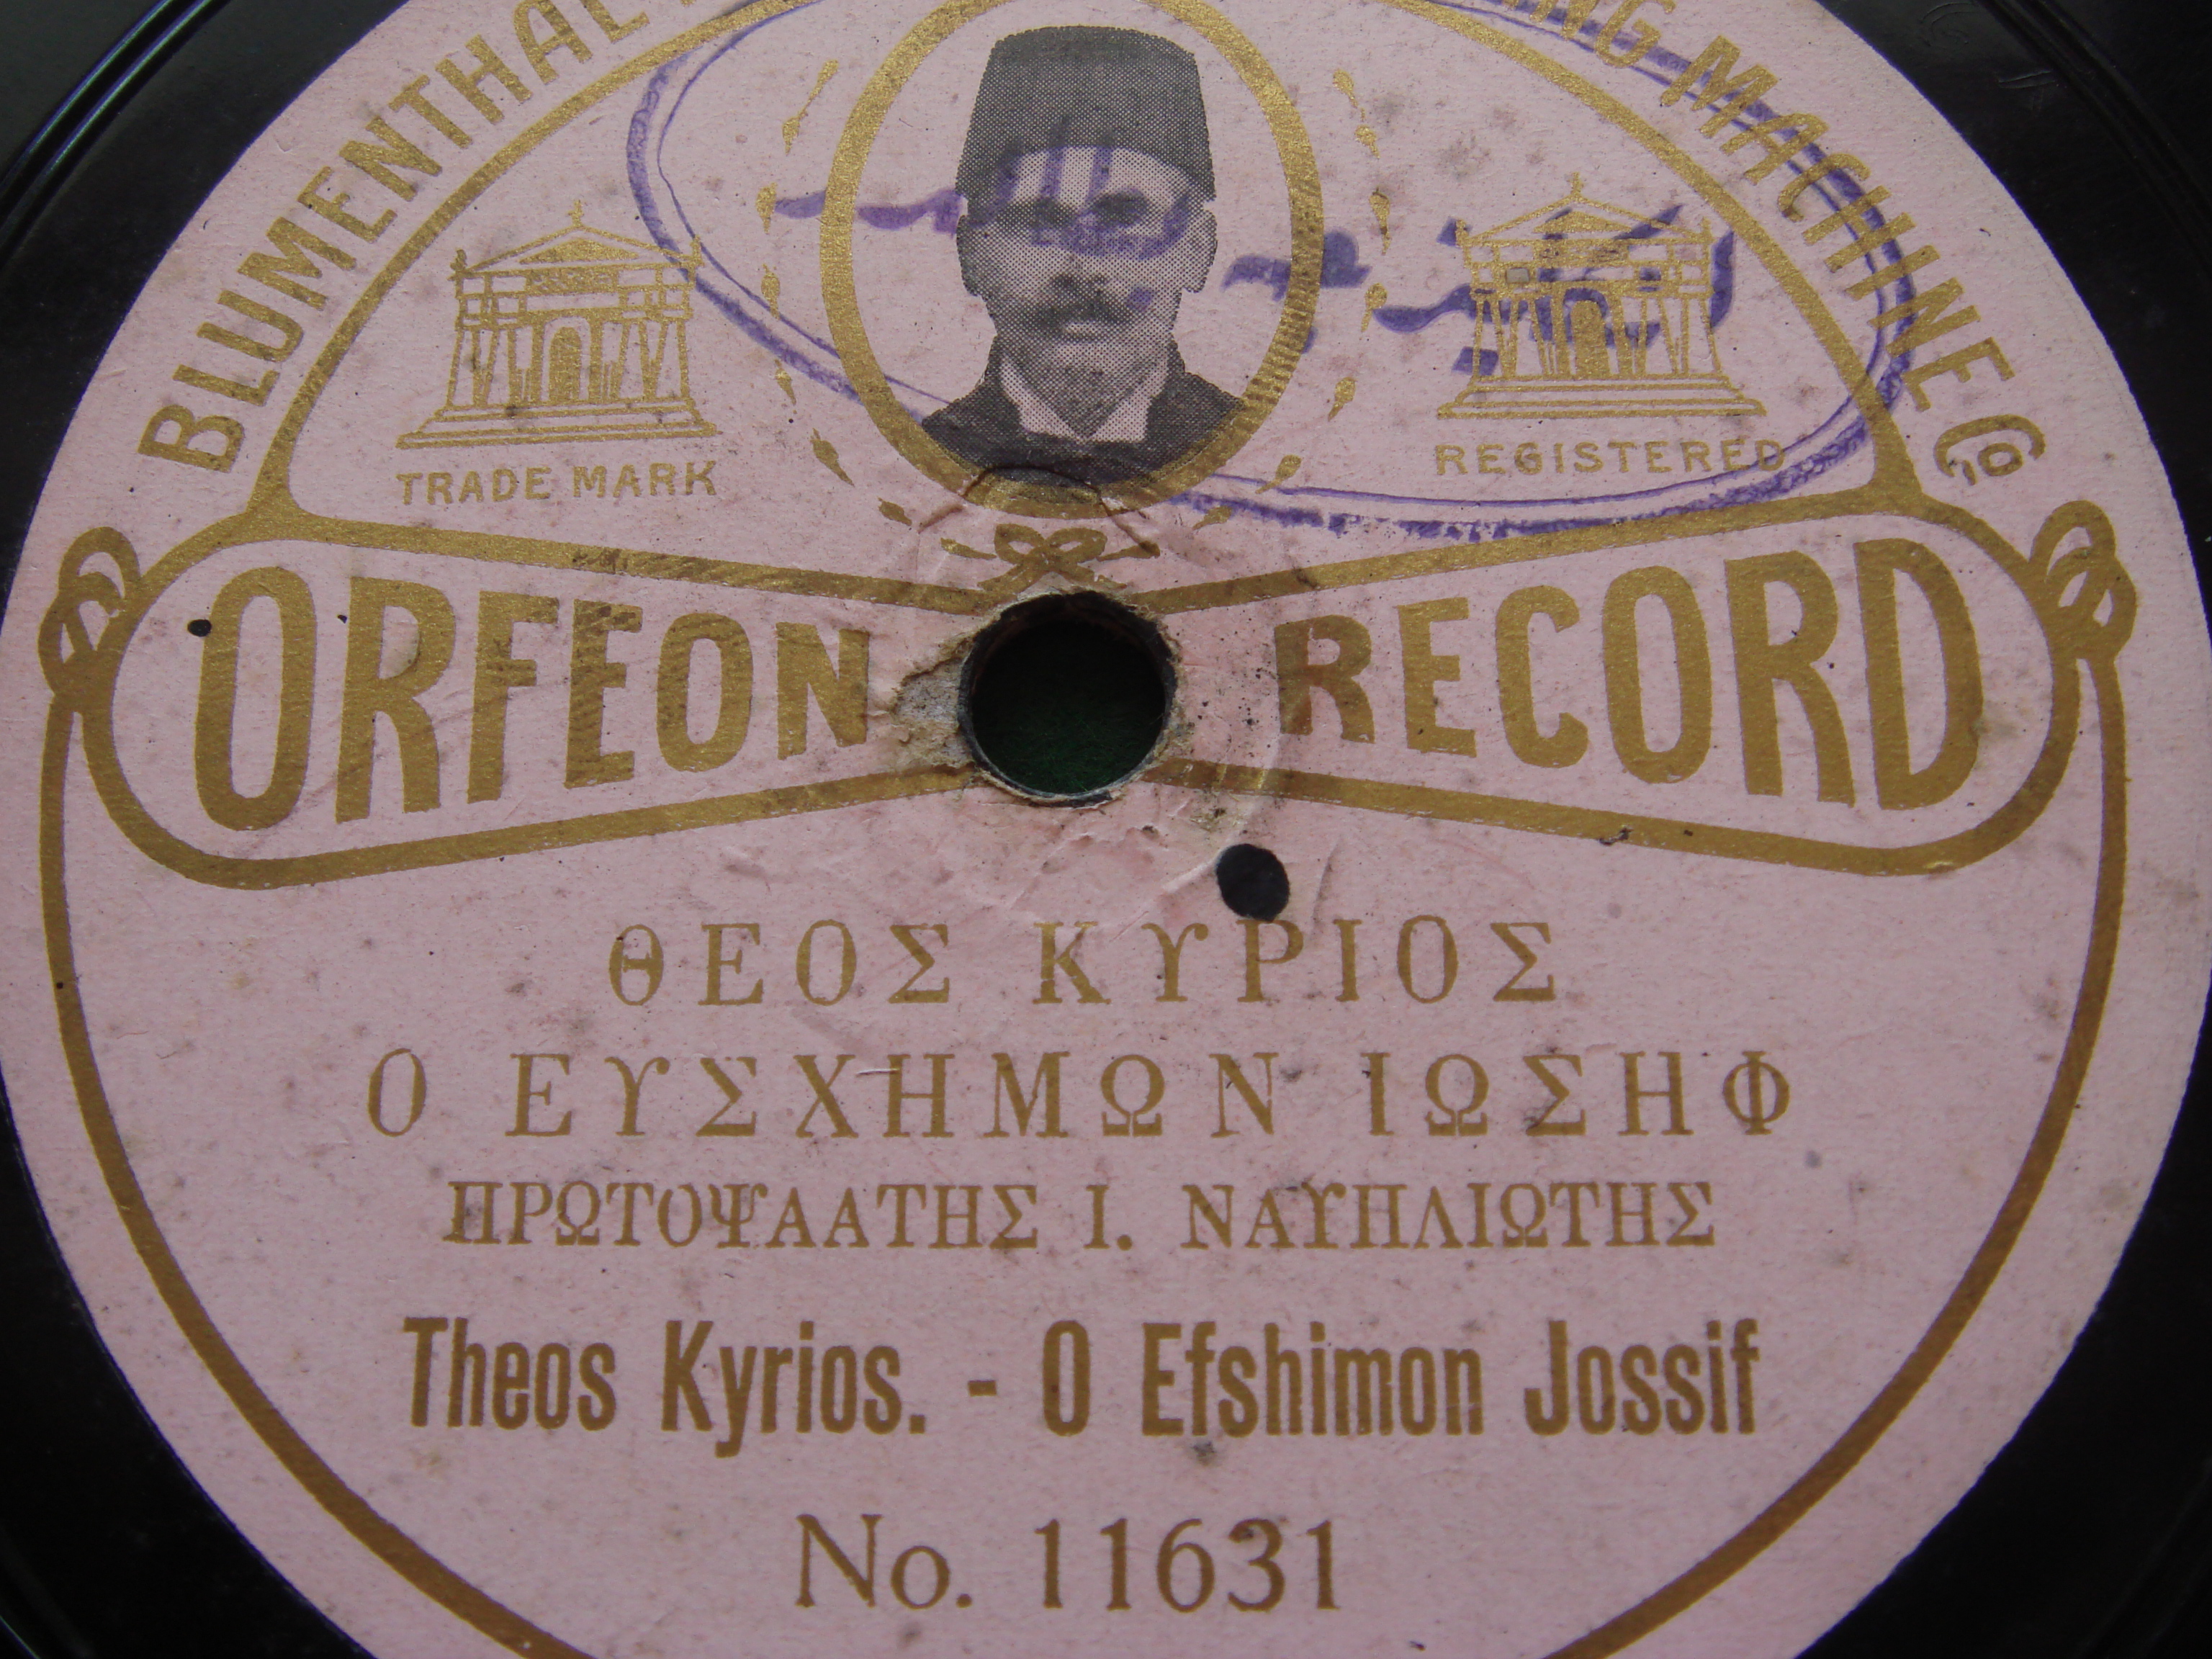 BLUMENTHAL
MACHINE Co
TRADE MARK
REGISTERED
ORFEON RECORD
ΘΕΟΣ ΚΥΡΙΟΣ
Ο ΕΥΣΧΗΜΩΝ ΙΩΣΗΦ
ΠΡΩΤΟΨΑΑΤΗΣ Ι. ΝΑΥΠΛΙΩΤΗΣ
Theos Kyrios. - O Efshimon Jossif
No. 11631